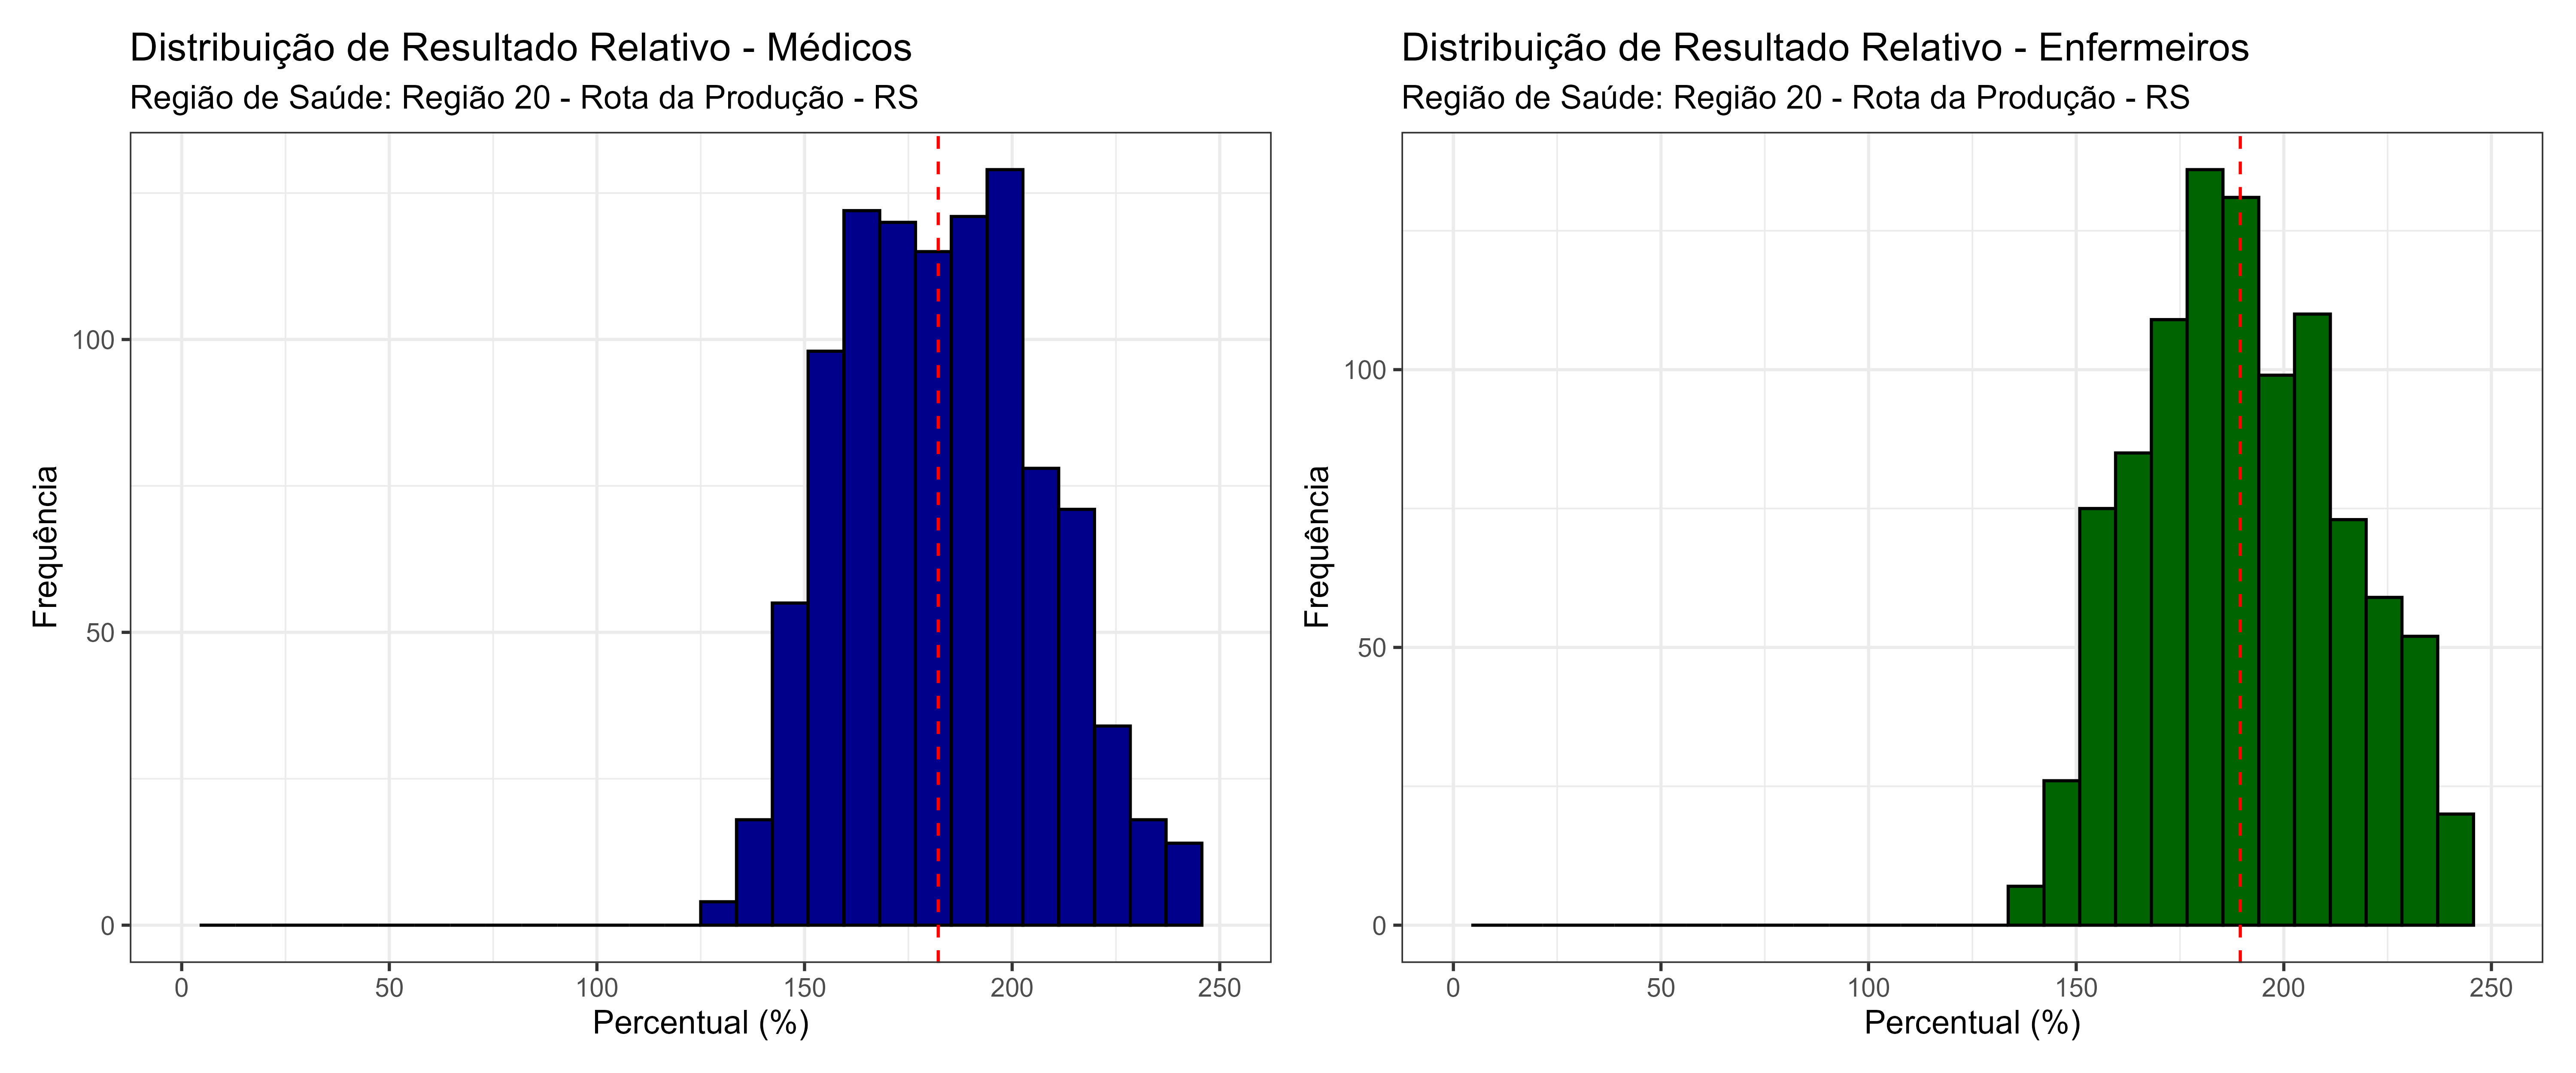 Distribuição de Resultado Relativo - Médicos
Região de Saúde: Região 20 - Rota da Produção - RS
Frequência
100
50
0
0 50 100 150 200 250
Percentual (%)
Distribuição de Resultado Relativo - Enfermeiros
Região de Saúde: Região 20 - Rota da Produção - RS
Frequência
100
50
0
0 50 100 150 200 250
Percentual (%)